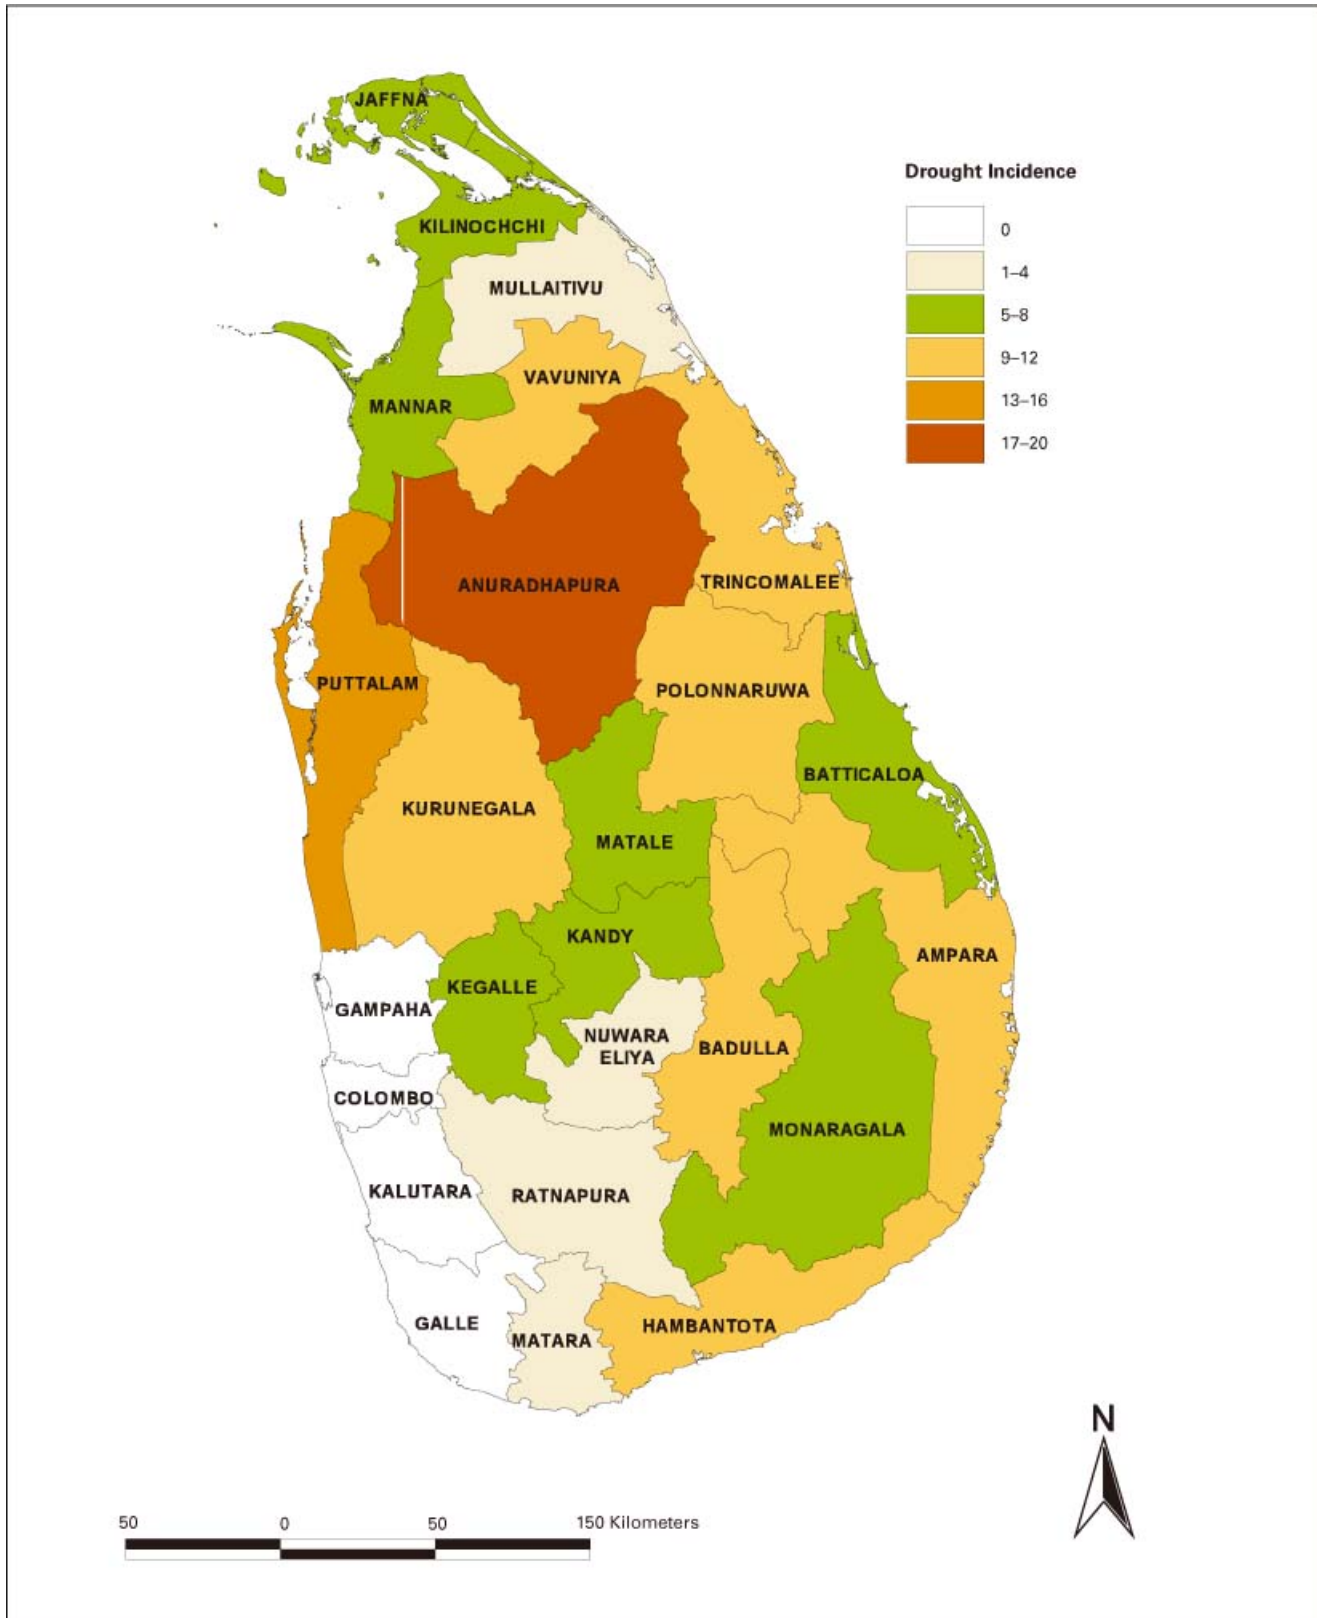 JAFFNA
Drought Incidence
KILINOCHCHI
0
1–4
MULLAITIVU
5–8
9–12
VAVUNIYA
13–16
MANNAR
17–20
ANURADHAPURA
TRINCOMALEE
PUTTALAM
POLONNARUWA
BATTICALOA
KURUNEGALA
MATALE
KANDY
AMPARA
KEGALLE
GAMPAHA
NUWARA
ELIYA
BADULLA
COLOMBO
MONARAGALA
KALUTARA
RATNAPURA
GALLE
HAMBANTOTA
MATARA
N
50 0 50 150 Kilometers